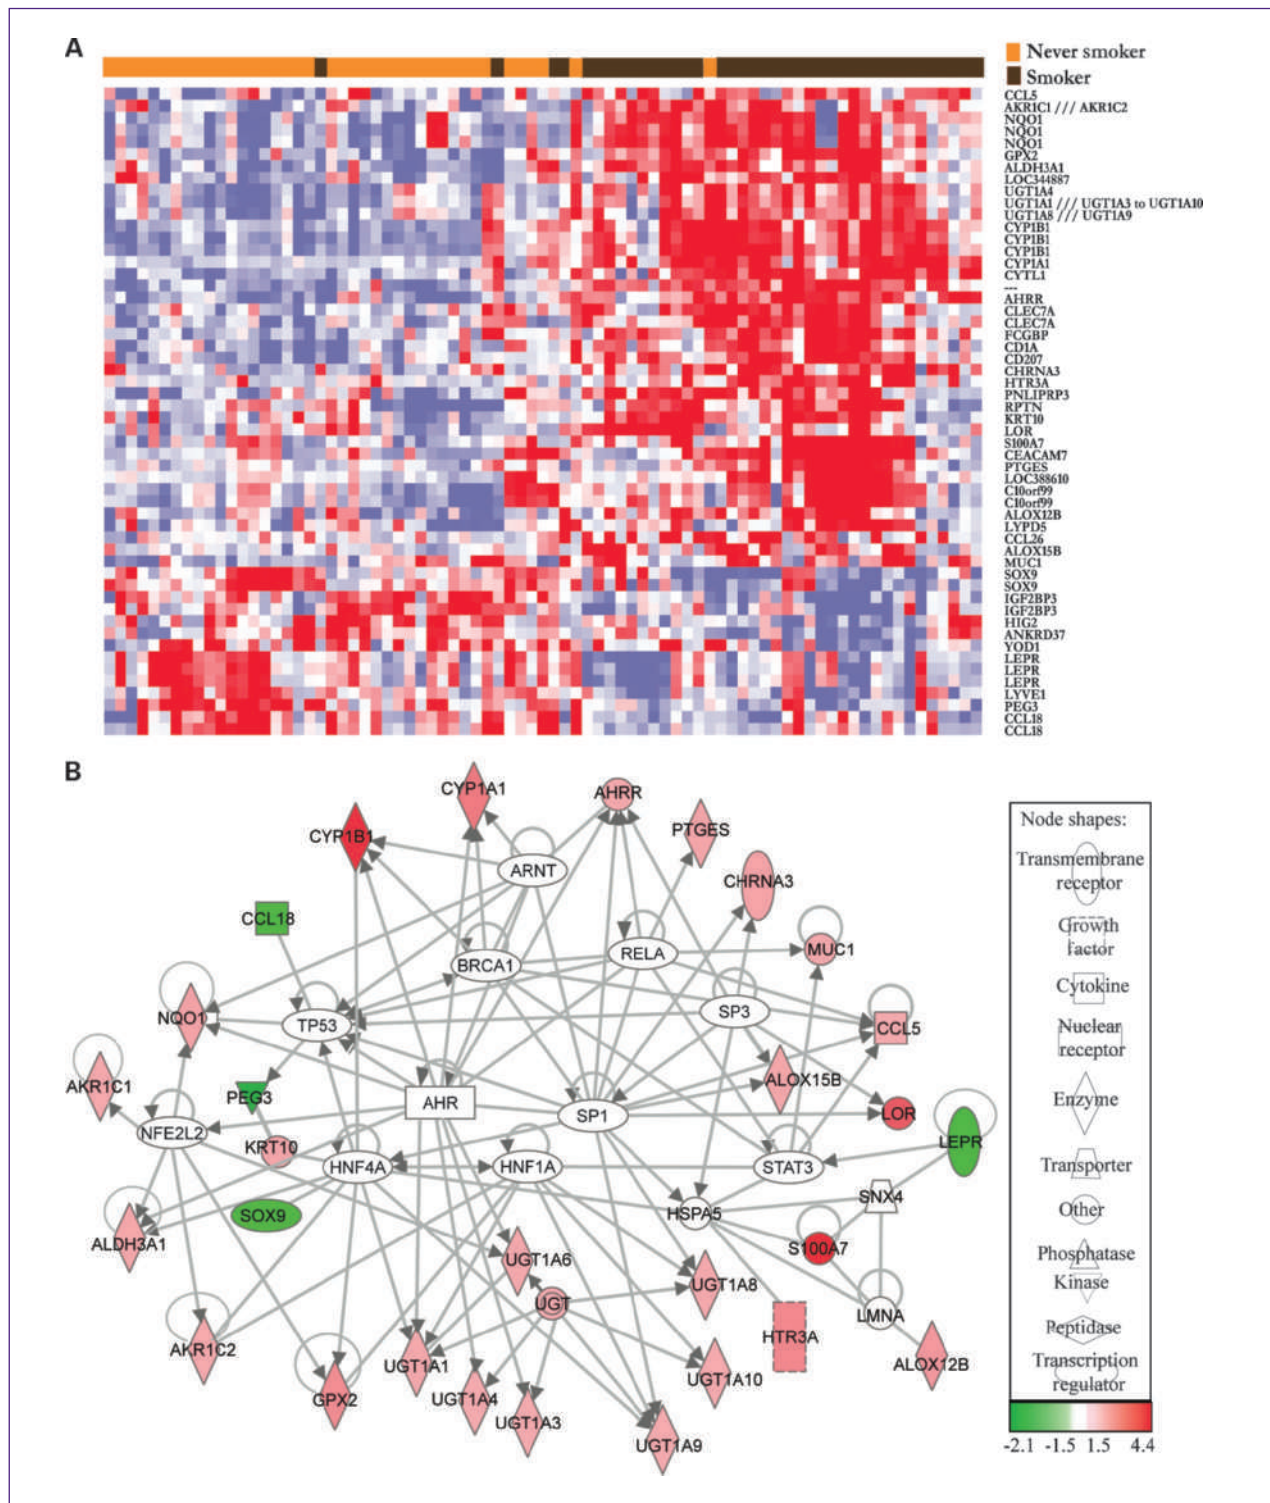 A
Never smoker
Smoker
CCL5
AKR1C1 /// AKR1C2
NQO1
NQO1
NQO1
GPX2
ALDH3A1
LOC344887
UGT1A4
UGT1A1 /// UGT1A3 to UGT1A10
UGT1A8 /// UGT1A9
CYP1B1
CYP1B1
CYP1B1
CYP1A1
CYTL1
---
AHRR
CLEC7A
CLEC7A
FCGBP
CD1A
CD207
CHRNA3
HTR3A
PNLIPRP3
RPTN
KRT10
LOR
S100A7
CEACAM7
PTGES
LOC388610
C10orf99
C10orf99
ALOX12B
LYPD5
CCL26
ALOX15B
MUC1
SOX9
SOX9
IGF2BP3
IGF2BP3
HIG2
ANKRD37
YOD1
LEPR
LEPR
LEPR
LYVE1
PEG3
CCL18
CCL18
B
CYP1A1
AHRR
CYP1B1
PTGES
ARNT
CHRNA3
CCL18
MUC1
BRCA1
RELA
NQO1
TP53
SP3
CCL5
AKR1C1
PEG3
AHR
SP1
ALOX15B
LOR
NFE2L2
KRT10
HNF4A
HNF1A
STAT3
LEPR
SNX4
SOX9
HSPA5
ALDH3A1
S100A7
UGT1A6
UGT1A8
UGT
LMNA
HTR3A
AKR1C2
UGT1A1
UGT1A10
ALOX12B
GPX2
UGT1A4
UGT1A3
UGT1A9
Node shapes:
Transmembrane
receptor
Growth
factor
Cytokine
Nuclear
receptor
Enzyme
Transporter
Other
Phosphatase
Kinase
Peptidase
Transcription
regulator
-2.1 -1.5 1.5 4.4